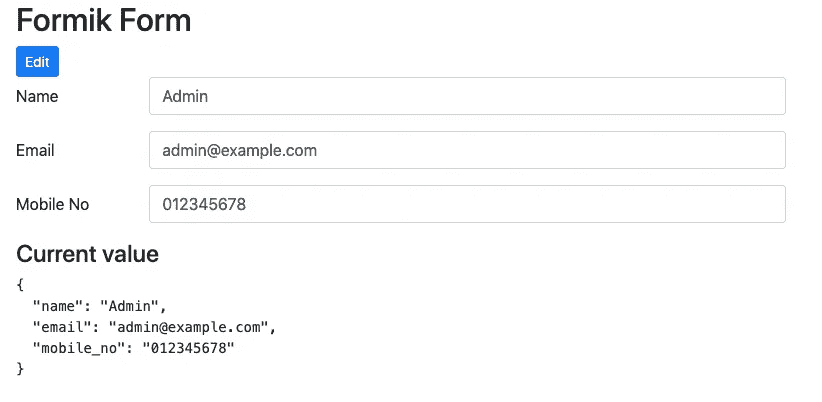 Formik Form
Edit
Name Admin
Email admin@example.com
Mobile No 012345678
Current value
{
  "name": "Admin",
  "email": "admin@example.com",
  "mobile_no": "012345678"
}